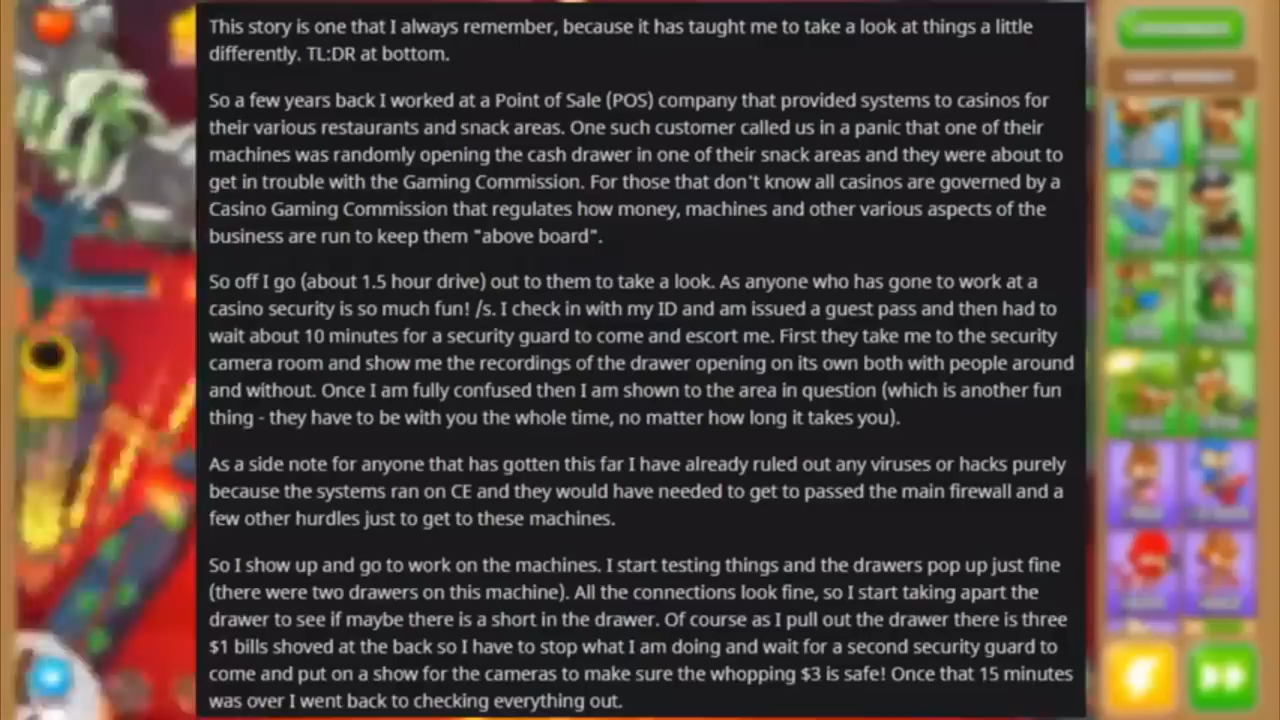 This story is one that I always remember, because it has taught me to take a look at things a little
differently. TL:DR at bottom.
So a few years back I worked at a Point of Sale (POS) company that provided systems to casinos for
their various restaurants and snack areas. One such customer called us in a panic that one of their
machines was randomly opening the cash drawer in one of their snack areas and they were about to
get in trouble with the Gaming Commission. For those that don't know all casinos are governed by a
Casino Gaming Commission that regulates how money, machines and other various aspects of the
business are run to keep them "above board".
So off I go (about 1.5 hour drive) out to them to take a look. As anyone who has gone to work at a
casino security is so much fun! /s. I check in with my ID and am issued a guest pass and then had to
wait about 10 minutes for a security guard to come and escort me. First they take me to the security
camera room and show me the recordings of the drawer opening on its own both with people around
and without. Once I am fully confused then I am shown to the area in question (which is another fun
thing - they have to be with you the whole time, no matter how long it takes you).
As a side note for anyone that has gotten this far I have already ruled out any viruses or hacks purely
because the systems ran on CE and they would have needed to get to passed the main firewall and a
few other hurdles just to get to these machines.
So I show up and go to work on the machines. I start testing things and the drawers pop up just fine
(there were two drawers on this machine). All the connections look fine, so I start taking apart the
drawer to see if maybe there is a short in the drawer. Of course as I pull out the drawer there is three
$1 bills shoved at the back so I have to stop what I am doing and wait for a second security guard to
come and put on a show for the cameras to make sure the whopping $3 is safe! Once that 15 minutes
was over I went back to checking everything out.